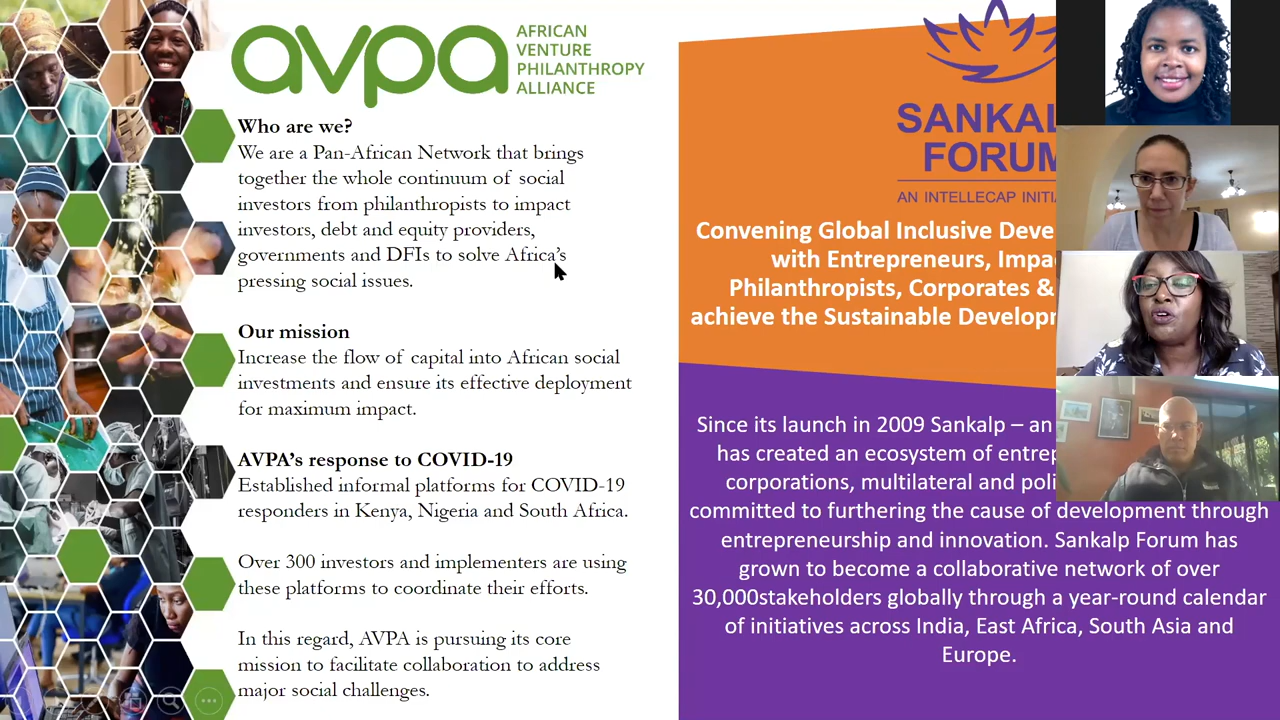 avpa
AFRICAN
VENTURE
PHILANTHROPY
ALLIANCE
Who are we?
We are a Pan-African Network that brings
together the whole continuum of social
investors from philanthropists to impact
investors, debt and equity providers,
governments and DFIs to solve Africa's
pressing social issues.
Our mission
Increase the flow of capital into African social
investments and ensure its effective deployment
for maximum impact.
AVPA's response to COVID-19
Established informal platforms for COVID-19
responders in Kenya, Nigeria and South Africa.
Over 300 investors and implementers are using
these platforms to coordinate their efforts.
In this regard, AVPA is pursuing its core
mission to facilitate collaboration to address
major social challenges.
SANKAL
FORUM
AN INTELLECAP INITI
Convening Global Inclusive Deve
with Entrepreneurs, Impa
Philanthropists, Corporates &
achieve the Sustainable Develop
Since its launch in 2009 Sankalp – an
has created an ecosystem of entrep
corporations, multilateral and poli
committed to furthering the cause of development through
entrepreneurship and innovation. Sankalp Forum has
grown to become a collaborative network of over
30,000stakeholders globally through a year-round calendar
of initiatives across India, East Africa, South Asia and
Europe.